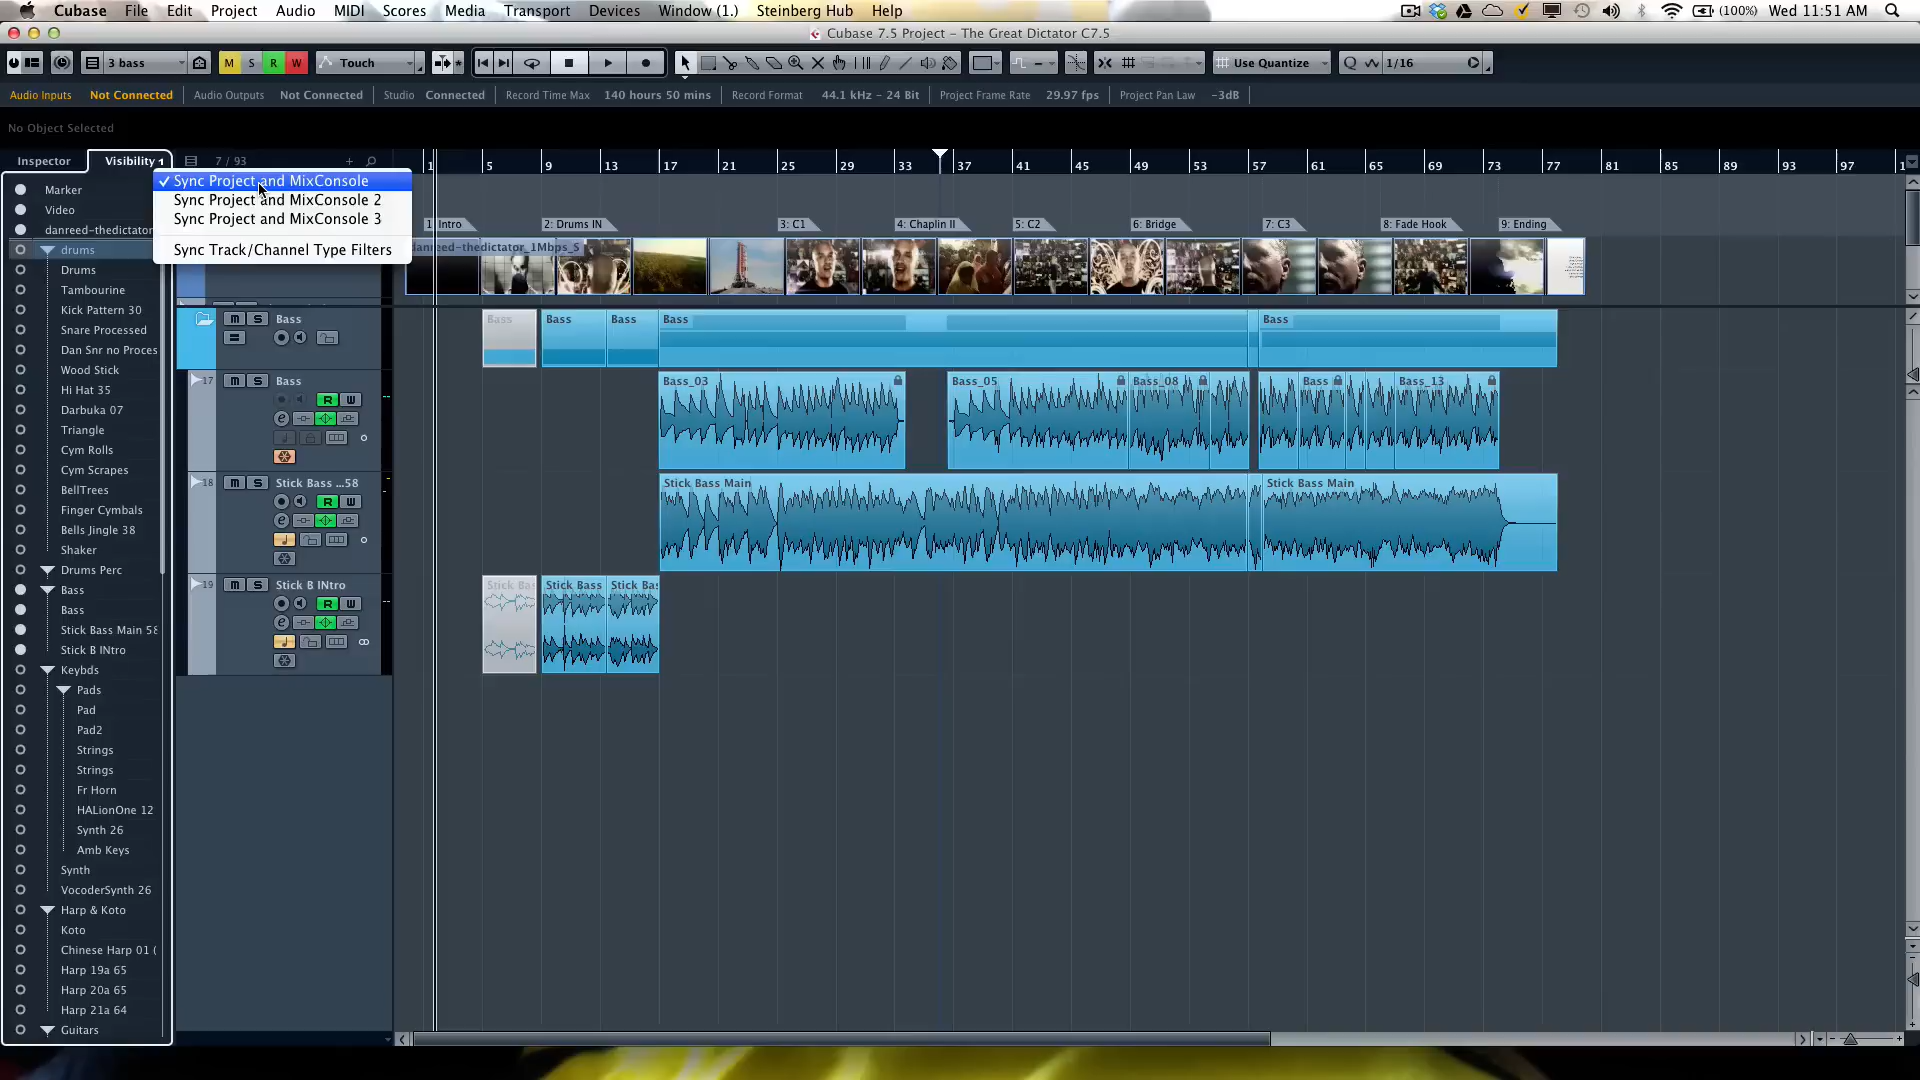 Cubase File Edit Project Audio MIDI Scores Media Transport Devices Window (1.) Steinberg Hub Help (100%) Wed 11:51 AM
Cubase 7.5 Project - The Great Dictator C7.5
3 bass M S R W Touch Use Quantize Q 1/16
Audio Inputs Not Connected Audio Outputs Not Connected Studio Connected Record Time Max 140 hours 50 mins Record Format 44.1 kHz - 24 Bit Project Frame Rate 29.97 fps Project Pan Law -3dB
No Object Selected
Inspector Visibility 7 / 93
1 5 9 13 17 21 25 29 33 37 41 45 49 53 57 61 65 69 73 77 81 85 89 93 97
Sync Project and MixConsole
Sync Project and MixConsole 2
Sync Project and MixConsole 3
Sync Track/Channel Type Filters
1: Intro 2: Drums IN 3: C1 4: Chaplin II 5: C2 6: Bridge 7: C3 8: Fade Hook 9: Ending
danreed-thedictator_1Mbps_S
Marker
Video
danreed-thedictator
drums
Drums
Tambourine
Kick Pattern 30
Snare Processed
Dan Snr no Proces
Wood Stick
Hi Hat 35
Darbuka 07
Triangle
Cym Rolls
Cym Scrapes
BellTrees
Finger Cymbals
Bells Jingle 38
Shaker
Drums Perc
Bass
Bass
Stick Bass Main 58
Stick B INtro
Keybds
Pads
Pad
Pad2
Strings
Strings
Fr Horn
HALionOne 12
Synth 26
Amb Keys
Synth
VocoderSynth 26
Harp & Koto
Koto
Chinese Harp 01 (
Harp 19a 65
Harp 20a 65
Harp 21a 64
Guitars
m S Bass
Bass Bass Bass Bass Bass
17 m S Bass
R W
e
Bass_03 Bass_05 Bass_08 Bass Bass_13
18 m S Stick Bass ...58
R W
e
Stick Bass Main Stick Bass Main
19 m S Stick B INtro
R W
e
Stick Bas Stick Bass Stick Bas